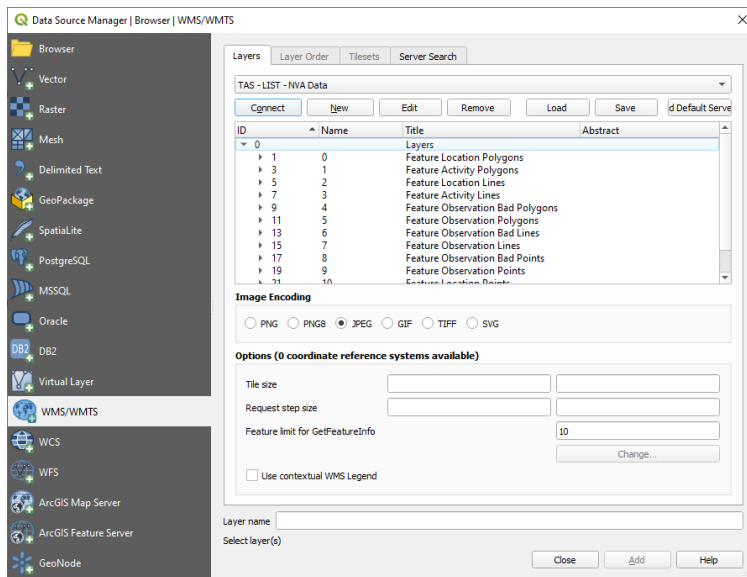 Data Source Manager | Browser | WMS/WMTS
Browser
Vector
Raster
Mesh
Delimited Text
GeoPackage
SpatiaLite
PostgreSQL
MSSQL
Oracle
DB2 DB2
Virtual Layer
WMS/WMTS
WCS
WFS
ArcGIS Map Server
ArcGIS Feature Server
GeoNode
Layers Layer Order Tilesets Server Search
TAS - LIST - NVA Data
Connect New Edit Remove Load Save d Default Serve
ID Name Title Abstract
0 Layers
1 0 Feature Location Polygons
3 1 Feature Activity Polygons
5 2 Feature Location Lines
7 3 Feature Activity Lines
9 4 Feature Observation Bad Polygons
11 5 Feature Observation Polygons
13 6 Feature Observation Bad Lines
15 7 Feature Observation Lines
17 8 Feature Observation Bad Points
19 9 Feature Observation Points
21 10 Feature Location Points
Image Encoding
PNG PNG8 JPEG GIF TIFF SVG
Options (0 coordinate reference systems available)
Tile size
Request step size
Feature limit for GetFeatureInfo 10
Change...
Use contextual WMS Legend
Layer name
Select layer(s)
Close Add Help